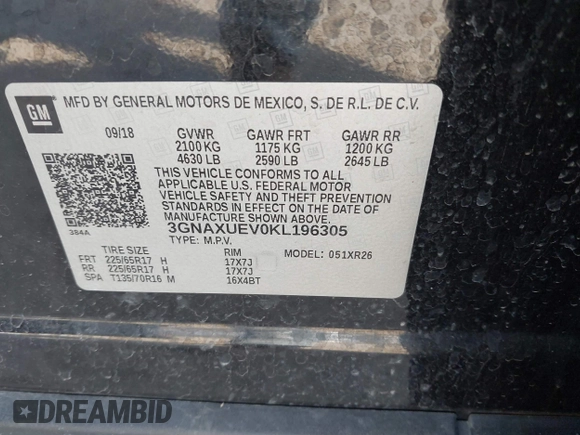 GM
MFD BY GENERAL MOTORS DE MEXICO, S. DE R.L. DE C.V.
09/18 GVWR GAWR FRT GAWR RR
2100 KG 1175 KG 1200 KG
4630 LB 2590 LB 2645 LB
THIS VEHICLE CONFORMS TO ALL
APPLICABLE U.S. FEDERAL MOTOR
VEHICLE SAFETY AND THEFT PREVENTION
STANDARDS IN EFFECT ON THE DATE OF
MANUFACTURE SHOWN ABOVE.
384A
3GNAXUEV0KL196305
TYPE: M.P.V. MODEL: 051XR26
TIRE SIZE RIM
FRT 225/65R17 H 17X7J
RR 225/65R17 H 17X7J
SPA T135/70R16 M 16X4BT
DREAMBID